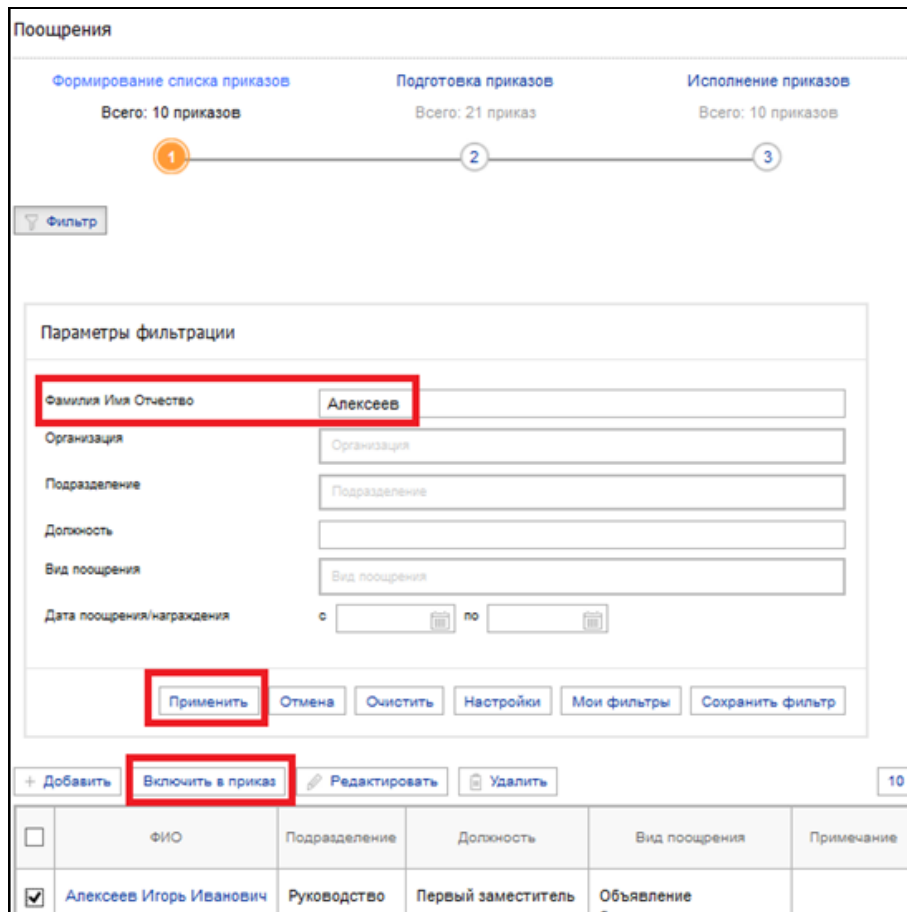 Поощрения
Формирование списка приказов Подготовка приказов Исполнение приказов
Всего: 10 приказов Всего: 21 приказ Всего: 10 приказов
1 2 3
Фильтр
Параметры фильтрации
Фамилия Имя Отчество Алексеев
Организация Организация
Подразделение Подразделение
Должность
Вид поощрения Вид поощрения
Дата поощрения/награждения с по
Применить Отмена Очистить Настройки Мои фильтры Сохранить фильтр
+ Добавить Включить в приказ Редактировать Удалить 10
ФИО Подразделение Должность Вид поощрения Примечание
Алексеев Игорь Иванович Руководство Первый заместитель Объявление